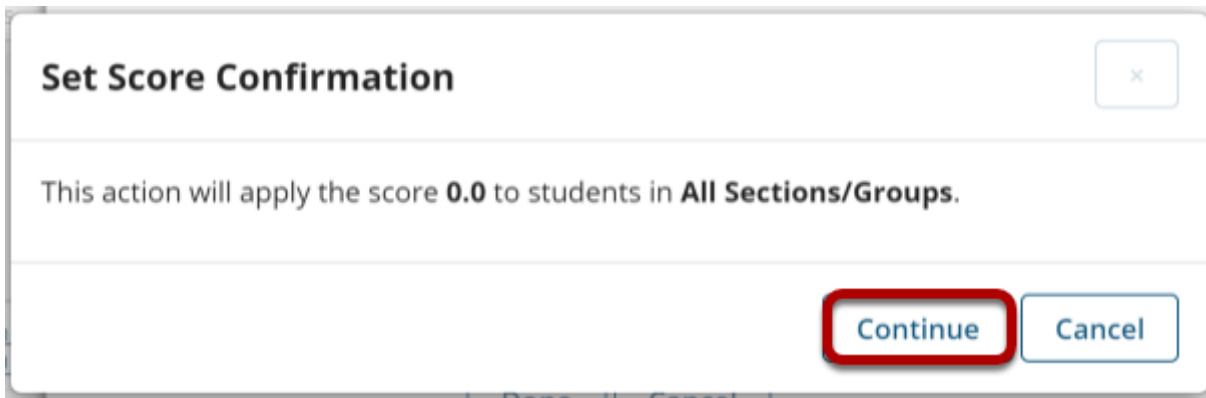 Set Score Confirmation
×
This action will apply the score 0.0 to students in All Sections/Groups.
Continue
Cancel